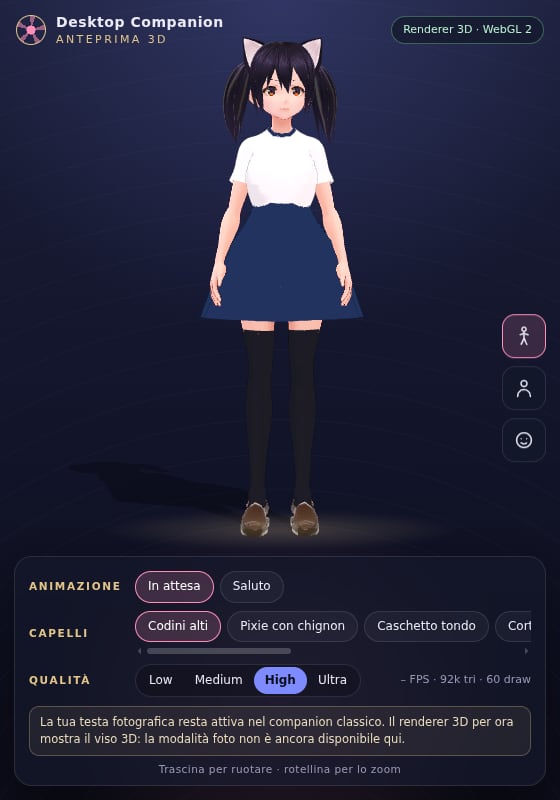 Desktop Companion
ANTEPRIMA 3D
Renderer 3D · WebGL 2
ANIMAZIONE
In attesa
Saluto
CAPELLI
Codini alti
Pixie con chignon
Caschetto tondo
QUALITÀ
Low
Medium
High
Ultra
– FPS · 92k tri · 60 draw
La tua testa fotografica resta attiva nel companion classico. Il renderer 3D per ora
mostra il viso 3D: la modalità foto non è ancora disponibile qui.
Trascina per ruotare · rotellina per lo zoom